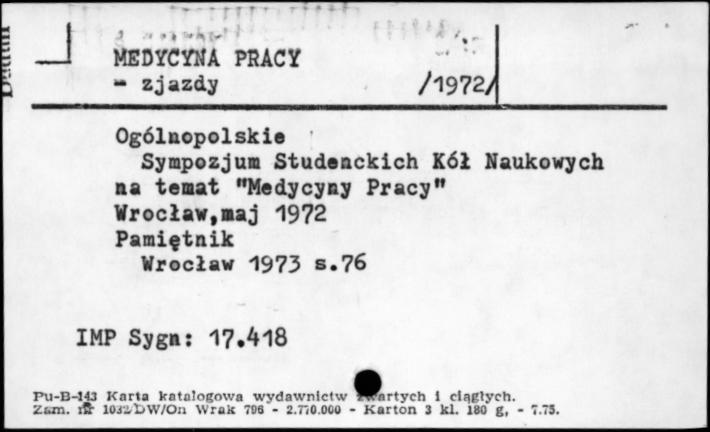 MEDYCYNA PRACY
- zjazdy /1972/
Ogólnopolskie
Sympozjum Studenckich Kół Naukowych
na temat "Medycyny Pracy"
Wrocław,maj 1972
Pamiętnik
Wrocław 1973 s.76
IMP Sygn: 17.418
Pu-B-143 Karta katalogowa wydawnictw zwartych i ciągłych.
Zam. nr 1032/DW/On Wrak 796 - 2.770.000 - Karton 3 kl. 180 g, - 7.75.